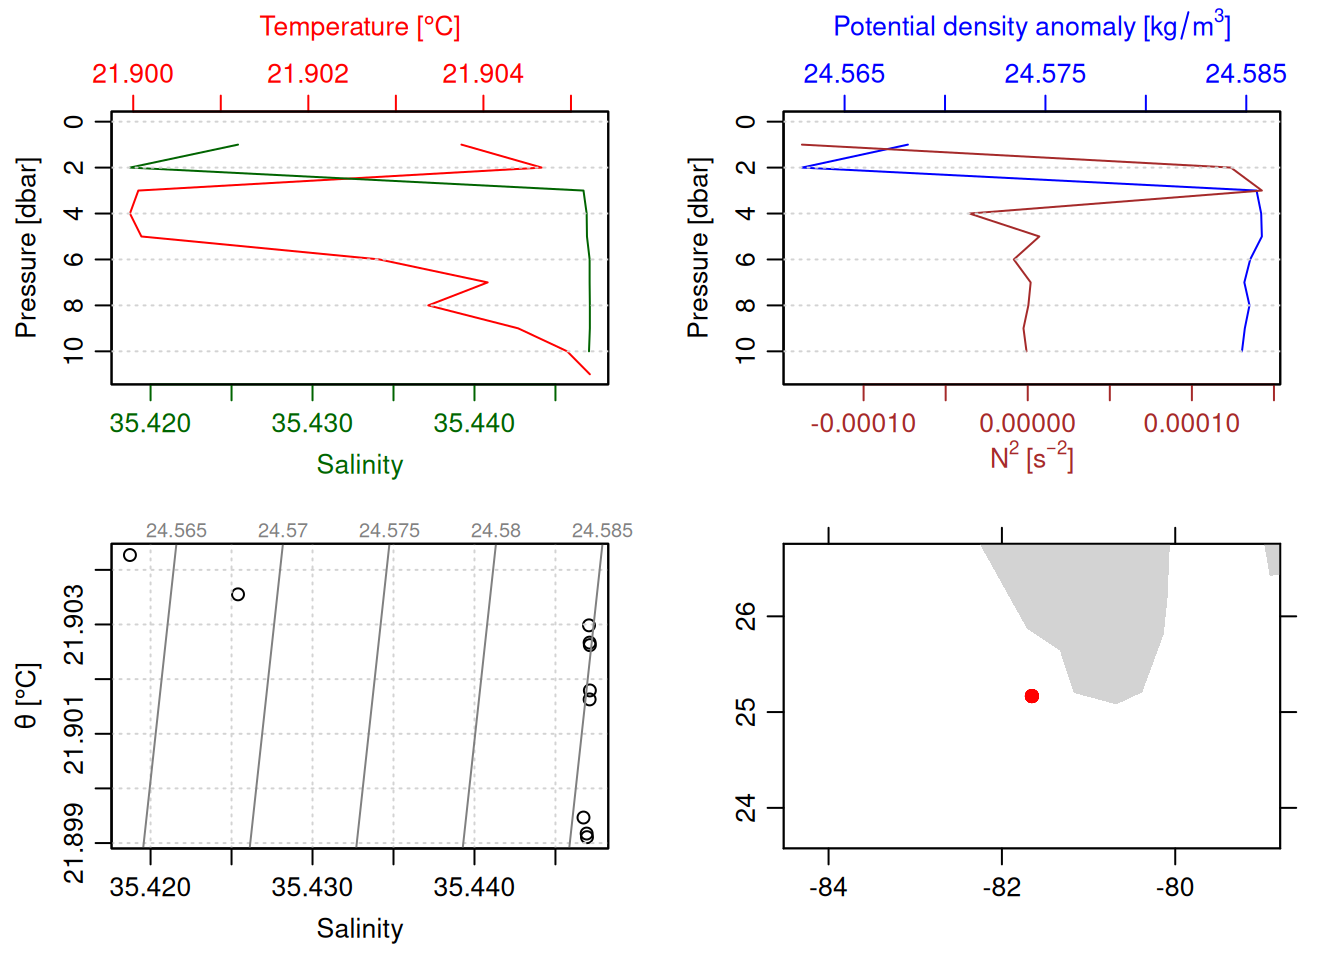 Temperature [°C]
21.900 21.902 21.904
Pressure [dbar]
0 2 4 6 8 10
35.420 35.430 35.440
Salinity
Potential density anomaly [kg/m³]
24.565 24.575 24.585
Pressure [dbar]
0 2 4 6 8 10
-0.00010 0.00000 0.00010
N² [s⁻²]
24.565 24.57 24.575 24.58 24.585
θ [°C]
21.899 21.901 21.903
35.420 35.430 35.440
Salinity
24 25 26
-84 -82 -80